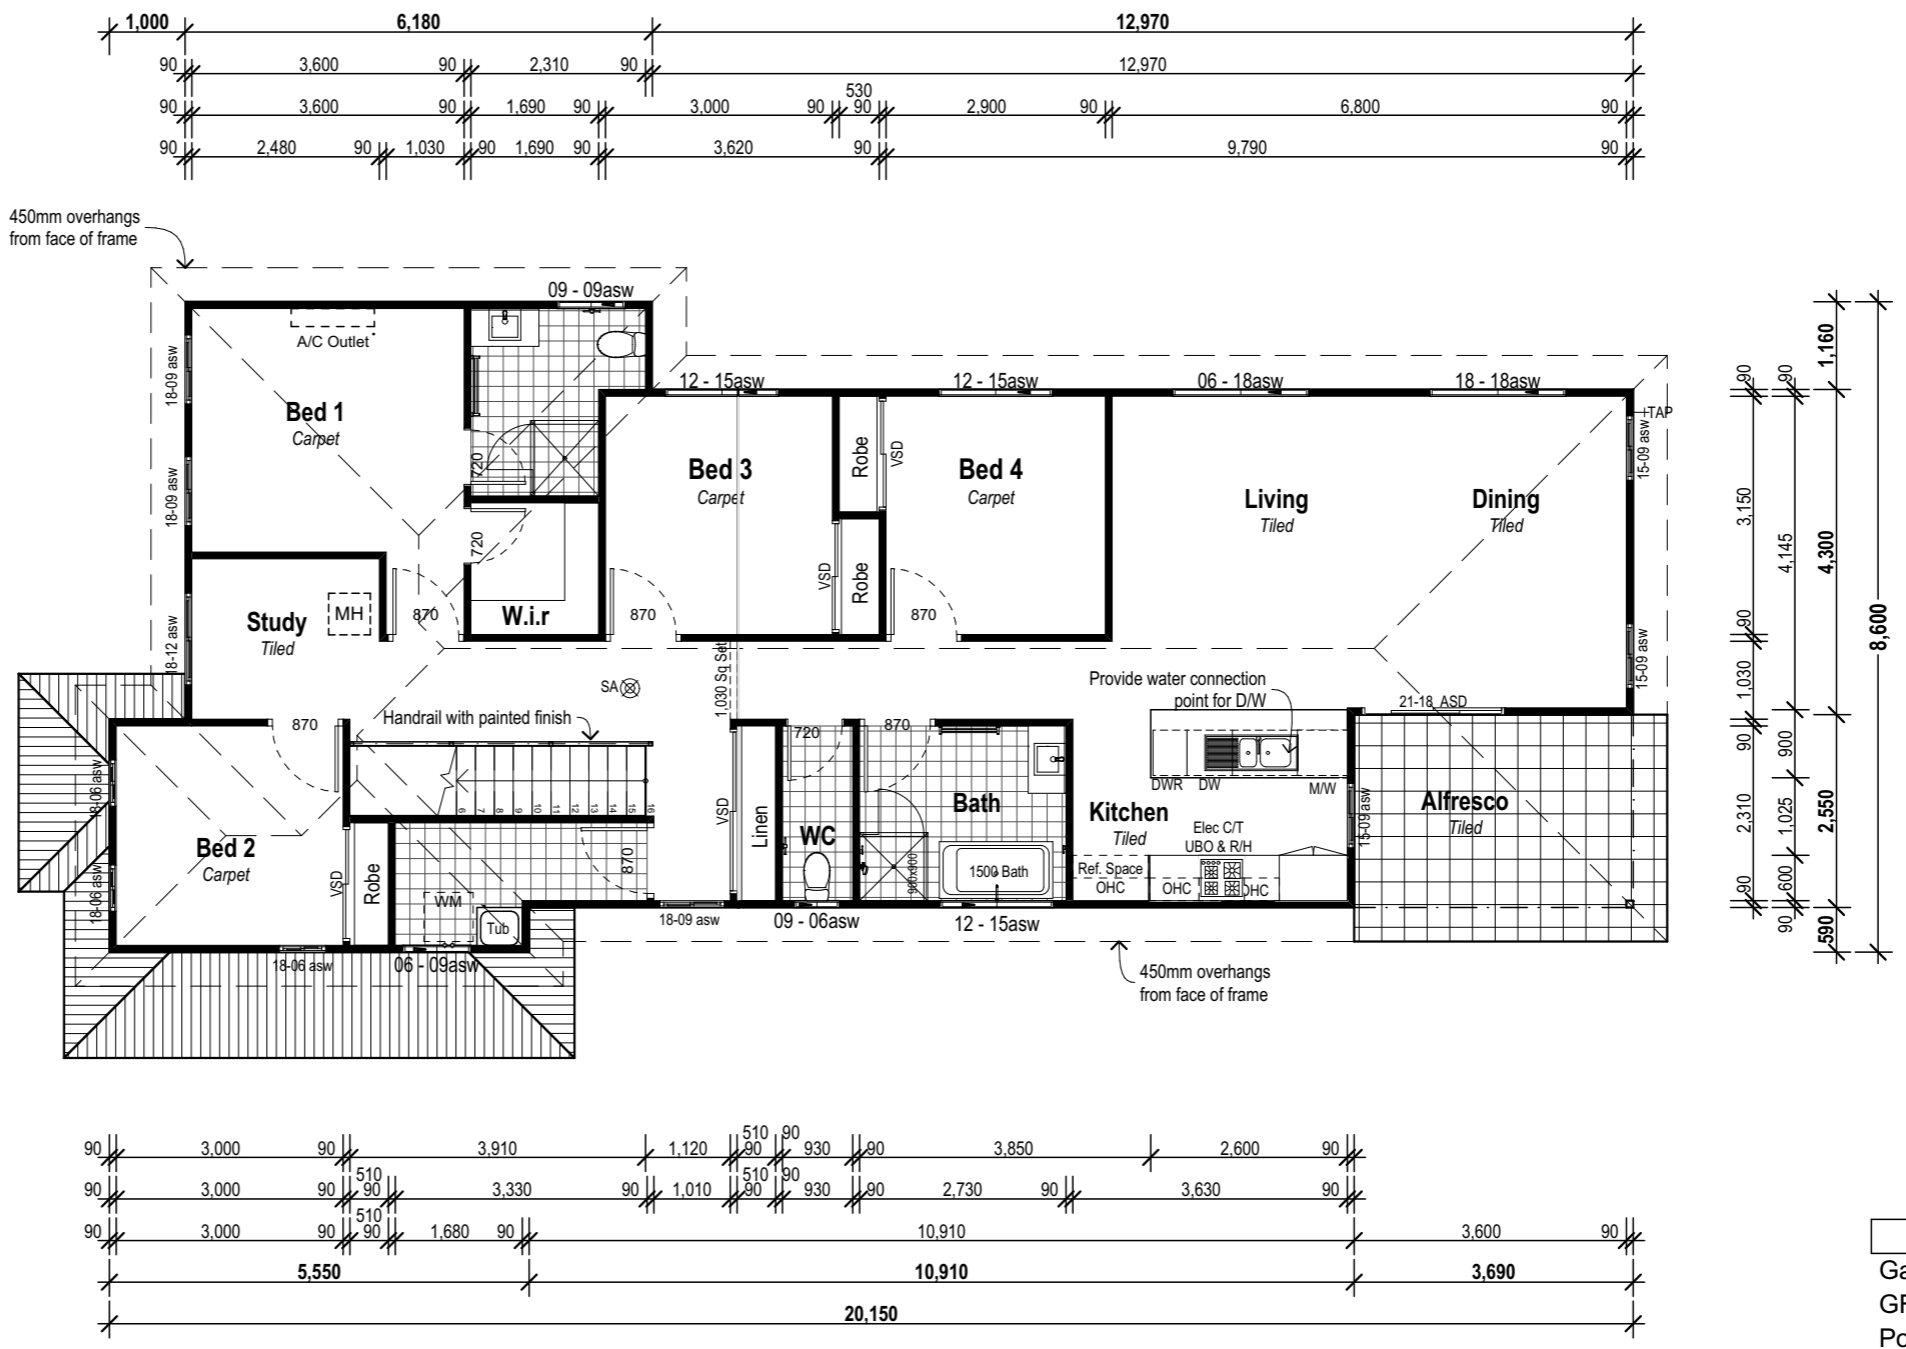 1,000 6,180 12,970
90 3,600 90 2,310 90 12,970
530
90 3,600 90 1,690 90 3,000 90 90 2,900 90 6,800 90
90 2,480 90 1,030 90 1,690 90 3,620 90 9,790 90
450mm overhangs
from face of frame
09 - 09asw
A/C Outlet
18-09 asw
12 - 15asw
12 - 15asw
06 - 18asw
18 - 18asw
TAP
15-09 asw
Bed 1
Carpet
720
18-09 asw
Bed 3
Carpet
Robe
VSD
Bed 4
Carpet
Living
Tiled
Dining
Tiled
720
VSD
Robe
Study
Tiled
MH
870
W.i.r
870
870
18-12 asw
15-09 asw
SA
1,030 Sq Set
Provide water connection
point for D/W
21-18 ASD
870
Handrail with painted finish
720
870
18-06 asw
6 7 8 9 10 11 12 13 14 15 16
VSD
Linen
WC
Bath
DWR DW M/W
Kitchen
Tiled
Elec C/T
UBO & R/H
15-09 asw
Alfresco
Tiled
Bed 2
Carpet
18-06 asw
VSD
Robe
870
WM
Tub
900x900
1500 Bath
Ref. Space
OHC
OHC
OHC
18-09 asw
09 - 06asw
12 - 15asw
18-06 asw
06 - 09asw
450mm overhangs
from face of frame
90 3,150 90 1,030 90 2,310 90
90 4,145 900 1,025 600 90
1,160 4,300 2,550 590
8,600
510 90
90 3,000 90 3,910 1,120 90 930 90 3,850 2,600 90
510 510 90
90 3,000 90 90 3,330 90 1,010 90 930 90 2,730 90 3,630 90
510
90 3,000 90 90 1,680 90 10,910 3,600 90
5,550 10,910 3,690
20,150
Ga